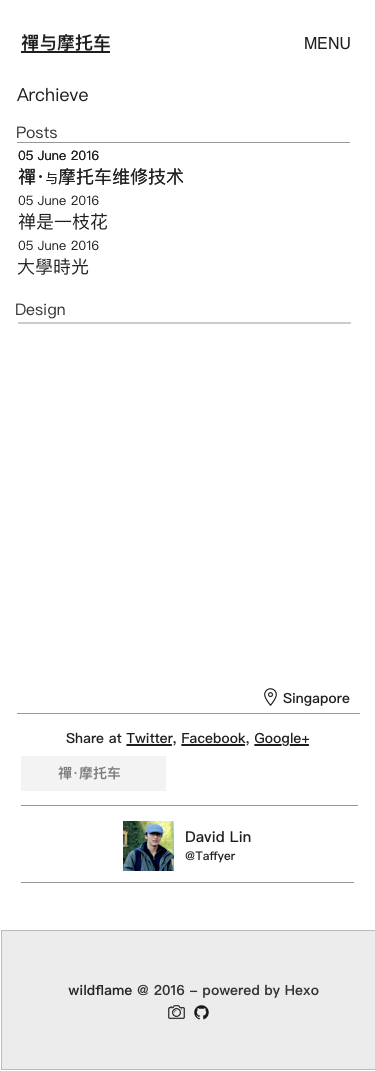 禪与摩托车 MENU
Archieve
Posts
05 June 2016
禪·与摩托车维修技术
05 June 2016
禅是一枝花
05 June 2016
大學時光
Design
Singapore
Share at Twitter, Facebook, Google+
禪·摩托车
David Lin
@Taffyer
wildflame @ 2016 – powered by Hexo